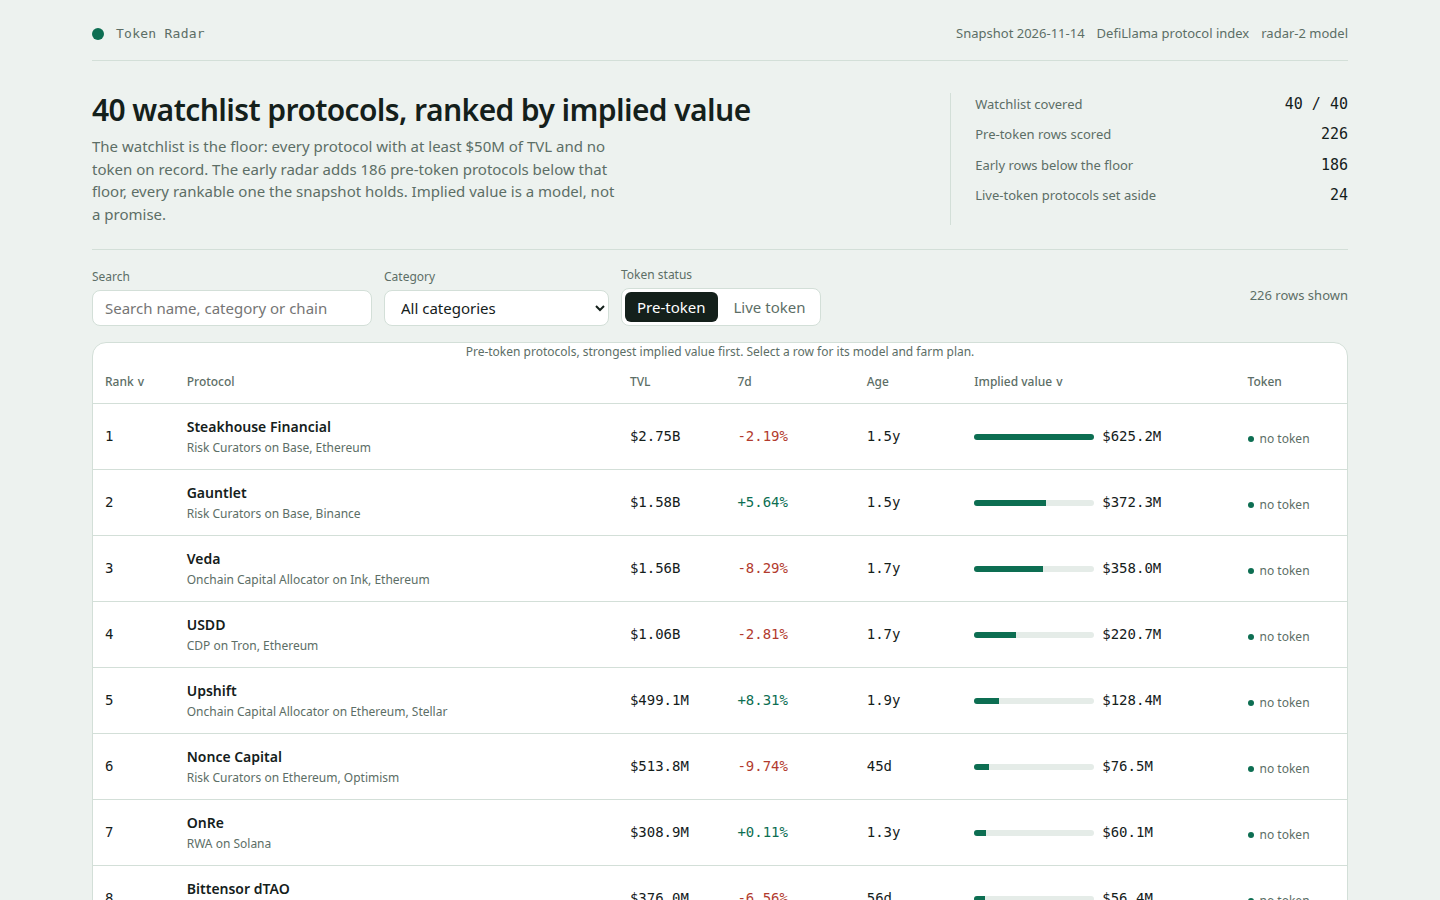 Token Radar
Snapshot 2026-11-14 DefiLlama protocol index radar-2 model
40 watchlist protocols, ranked by implied value
The watchlist is the floor: every protocol with at least $50M of TVL and no
token on record. The early radar adds 186 pre-token protocols below that
floor, every rankable one the snapshot holds. Implied value is a model, not
a promise.
Watchlist covered 40 / 40
Pre-token rows scored 226
Early rows below the floor 186
Live-token protocols set aside 24
Search
Search name, category or chain
Category
All categories
Token status
Pre-token Live token
226 rows shown
Pre-token protocols, strongest implied value first. Select a row for its model and farm plan.
Rank v Protocol TVL 7d Age Implied value v Token
1 Steakhouse Financial $2.75B -2.19% 1.5y $625.2M no token
Risk Curators on Base, Ethereum
2 Gauntlet $1.58B +5.64% 1.5y $372.3M no token
Risk Curators on Base, Binance
3 Veda $1.56B -8.29% 1.7y $358.0M no token
Onchain Capital Allocator on Ink, Ethereum
4 USDD $1.06B -2.81% 1.7y $220.7M no token
CDP on Tron, Ethereum
5 Upshift $499.1M +8.31% 1.9y $128.4M no token
Onchain Capital Allocator on Ethereum, Stellar
6 Nonce Capital $513.8M -9.74% 45d $76.5M no token
Risk Curators on Ethereum, Optimism
7 OnRe $308.9M +0.11% 1.3y $60.1M no token
RWA on Solana
8 Bittensor dTAO $376.0M -6.56% 56d $56.4M no token